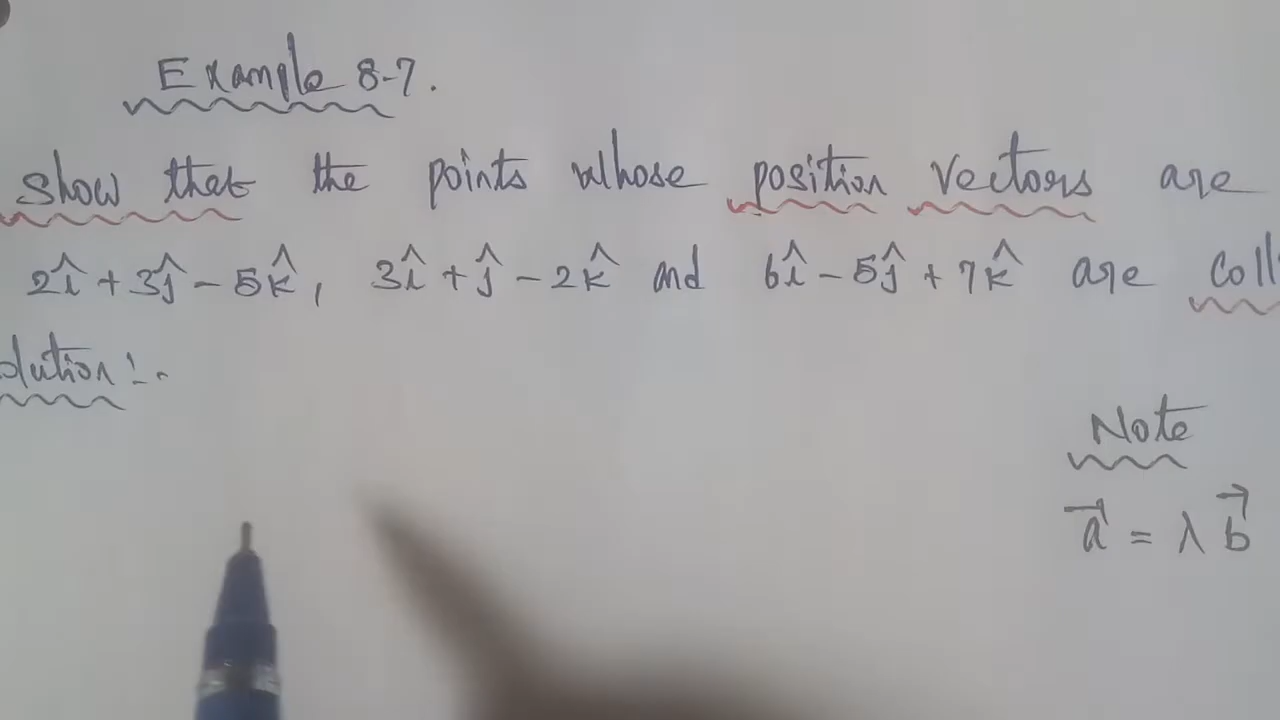 Example 8.7.
Show that the points whose position vectors are
2î + 3ĵ - 5k̂, 3î + ĵ - 2k̂ and 6î - 5ĵ + 7k̂ are coll
olution:-.
Note
a⃗ = λ b⃗